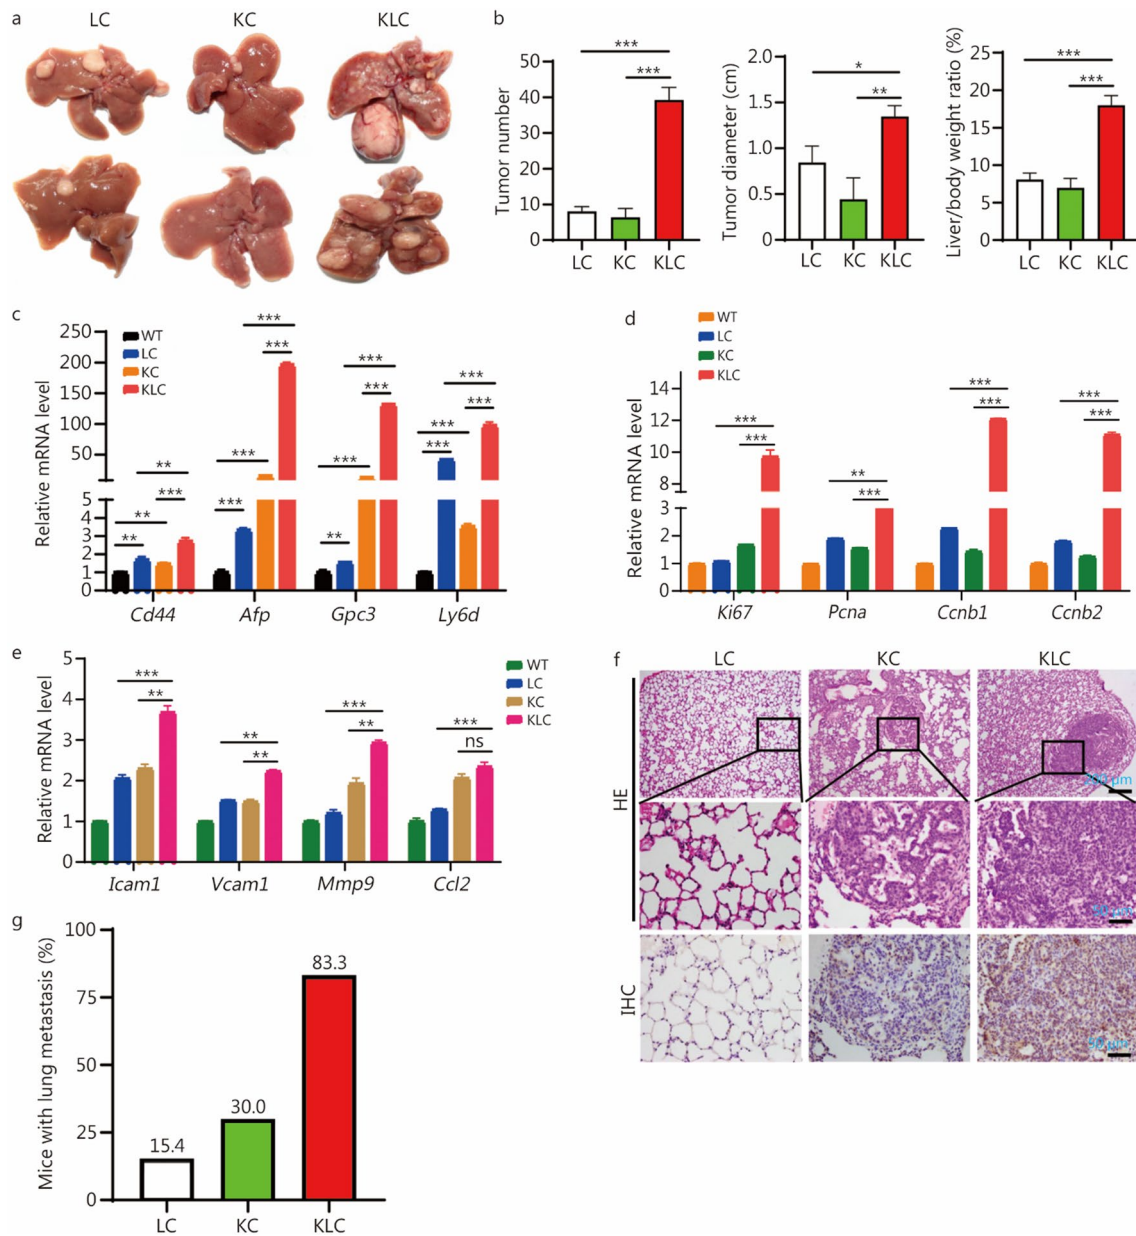 a
LC KC KLC
b
Tumor number
50
40
30
20
10
0
*** ***
LC KC KLC
Tumor diameter (cm)
2.0
1.5
1.0
0.5
0
* **
LC KC KLC
Liver/body weight ratio (%)
25
20
15
10
5
0
*** ***
LC KC KLC
c
Relative mRNA level
250
200
150
100
50
5
4
3
2
1
0
WT
LC
KC
KLC
** ** ** ***
*** *** *** ***
** *** *** ***
*** *** *** ***
Cd44 Afp Gpc3 Ly6d
d
WT
LC
KC
KLC
Relative mRNA level
14
12
10
8
3
2
1
0
*** ***
** ***
*** ***
*** ***
Ki67 Pcna Ccnb1 Ccnb2
e
Relative mRNA level
5
4
3
2
1
0
WT
LC
KC
KLC
*** **
** **
*** **
*** ns
Icam1 Vcam1 Mmp9 Ccl2
f
LC KC KLC
HE
200 μm
50 μm
IHC
50 μm
g
Mice with lung metastasis (%)
100
75
50
25
0
15.4
30.0
83.3
LC KC KLC